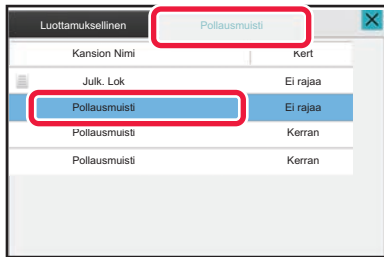 Luottamuksellinen Pollausmuisti
Kansion Nimi Kert
Julk. Lok Ei rajaa
Pollausmuisti Ei rajaa
Pollausmuisti Kerran
Pollausmuisti Kerran